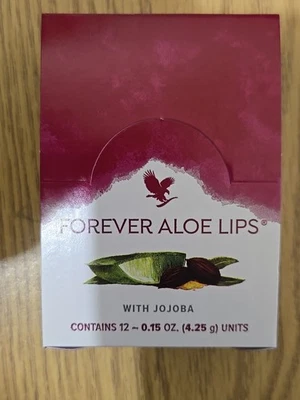 FOREVER ALOE LIPS®
WITH JOJOBA
CONTAINS 12 ~ 0.15 OZ. (4.25 g) UNITS